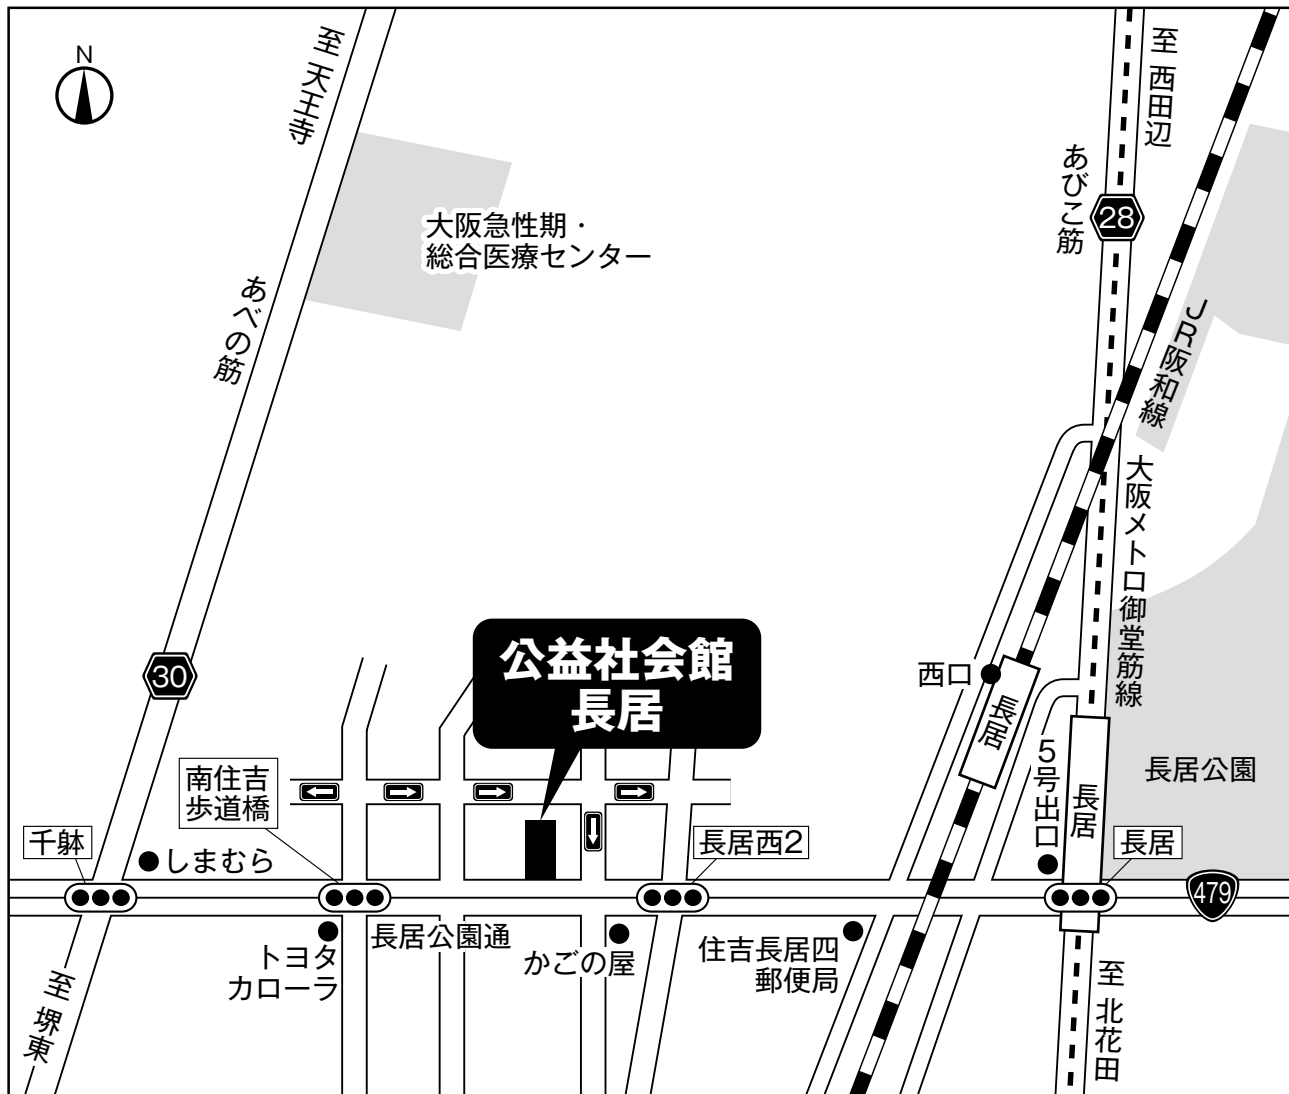 N
至 天王寺
大阪急性期・
総合医療センター
あべの筋
至 西田辺
あびこ筋
28
JR阪和線
大阪メトロ御堂筋線
30
公益社会館
長居
西口
長居
5号出口
長居
長居公園
南住吉
歩道橋
千躰
しまむら
長居西2
長居
479
トヨタ
カローラ
長居公園通
かごの屋
住吉長居四
郵便局
至 堺東
至 北花田